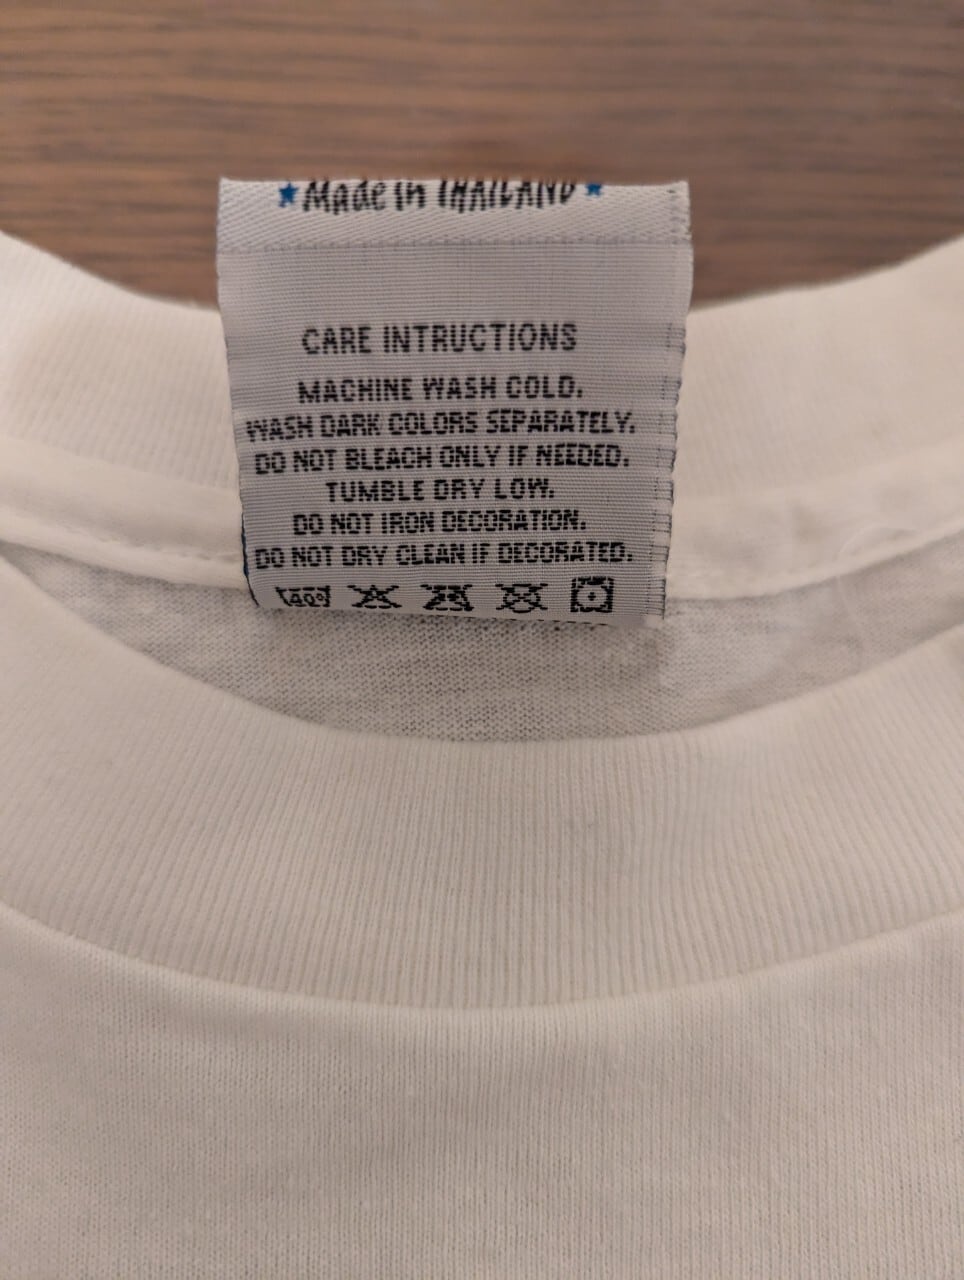 Made in THAILAND
CARE INTRUCTIONS
MACHINE WASH COLD.
WASH DARK COLORS SEPARATELY.
DO NOT BLEACH ONLY IF NEEDED.
TUMBLE DRY LOW.
DO NOT IRON DECORATION.
DO NOT DRY CLEAN IF DECORATED.
40°